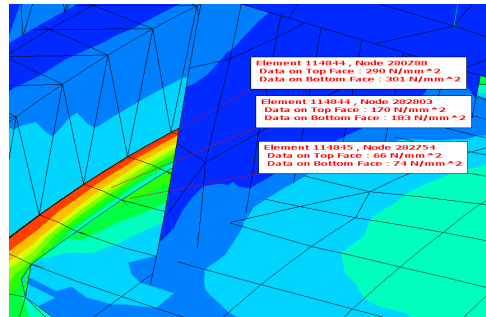 Element 114844 , Node 280788
Data on Top Face : 290 N/mm^2
Data on Bottom Face : 301 N/mm^2
Element 114844 , Node 282803
Data on Top Face : 170 N/mm^2
Data on Bottom Face : 183 N/mm^2
Element 114845 , Node 282754
Data on Top Face : 66 N/mm^2
Data on Bottom Face : 74 N/mm^2